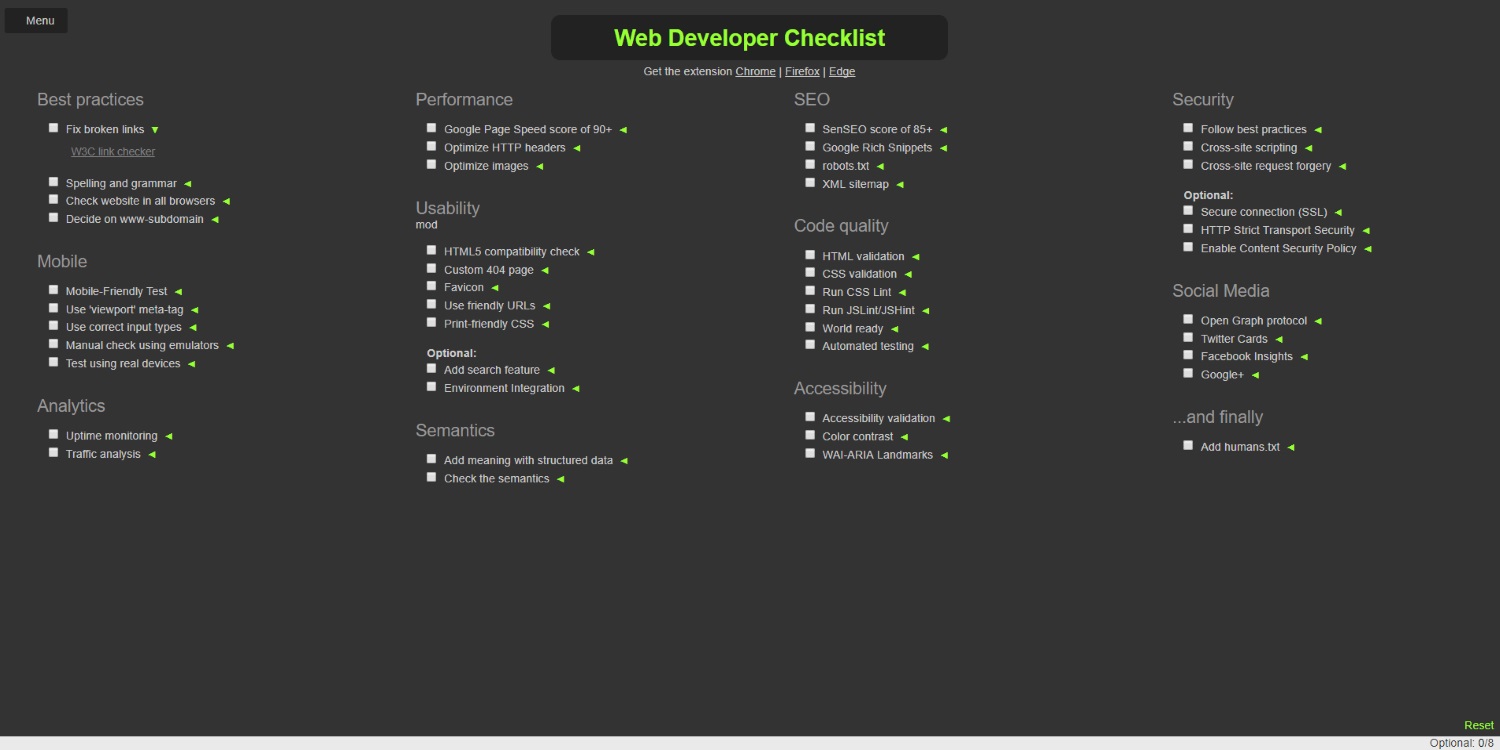 Menu
Web Developer Checklist
Get the extension Chrome | Firefox | Edge
Best practices
Fix broken links
W3C link checker
Spelling and grammar
Check website in all browsers
Decide on www-subdomain
Mobile
Mobile-Friendly Test
Use 'viewport' meta-tag
Use correct input types
Manual check using emulators
Test using real devices
Analytics
Uptime monitoring
Traffic analysis
Performance
Google Page Speed score of 90+
Optimize HTTP headers
Optimize images
Usability
mod
HTML5 compatibility check
Custom 404 page
Favicon
Use friendly URLs
Print-friendly CSS
Optional:
Add search feature
Environment Integration
Semantics
Add meaning with structured data
Check the semantics
SEO
SenSEO score of 85+
Google Rich Snippets
robots.txt
XML sitemap
Code quality
HTML validation
CSS validation
Run CSS Lint
Run JSLint/JSHint
World ready
Automated testing
Accessibility
Accessibility validation
Color contrast
WAI-ARIA Landmarks
Security
Follow best practices
Cross-site scripting
Cross-site request forgery
Optional:
Secure connection (SSL)
HTTP Strict Transport Security
Enable Content Security Policy
Social Media
Open Graph protocol
Twitter Cards
Facebook Insights
Google+
...and finally
Add humans.txt
Reset
Optional: 0/8